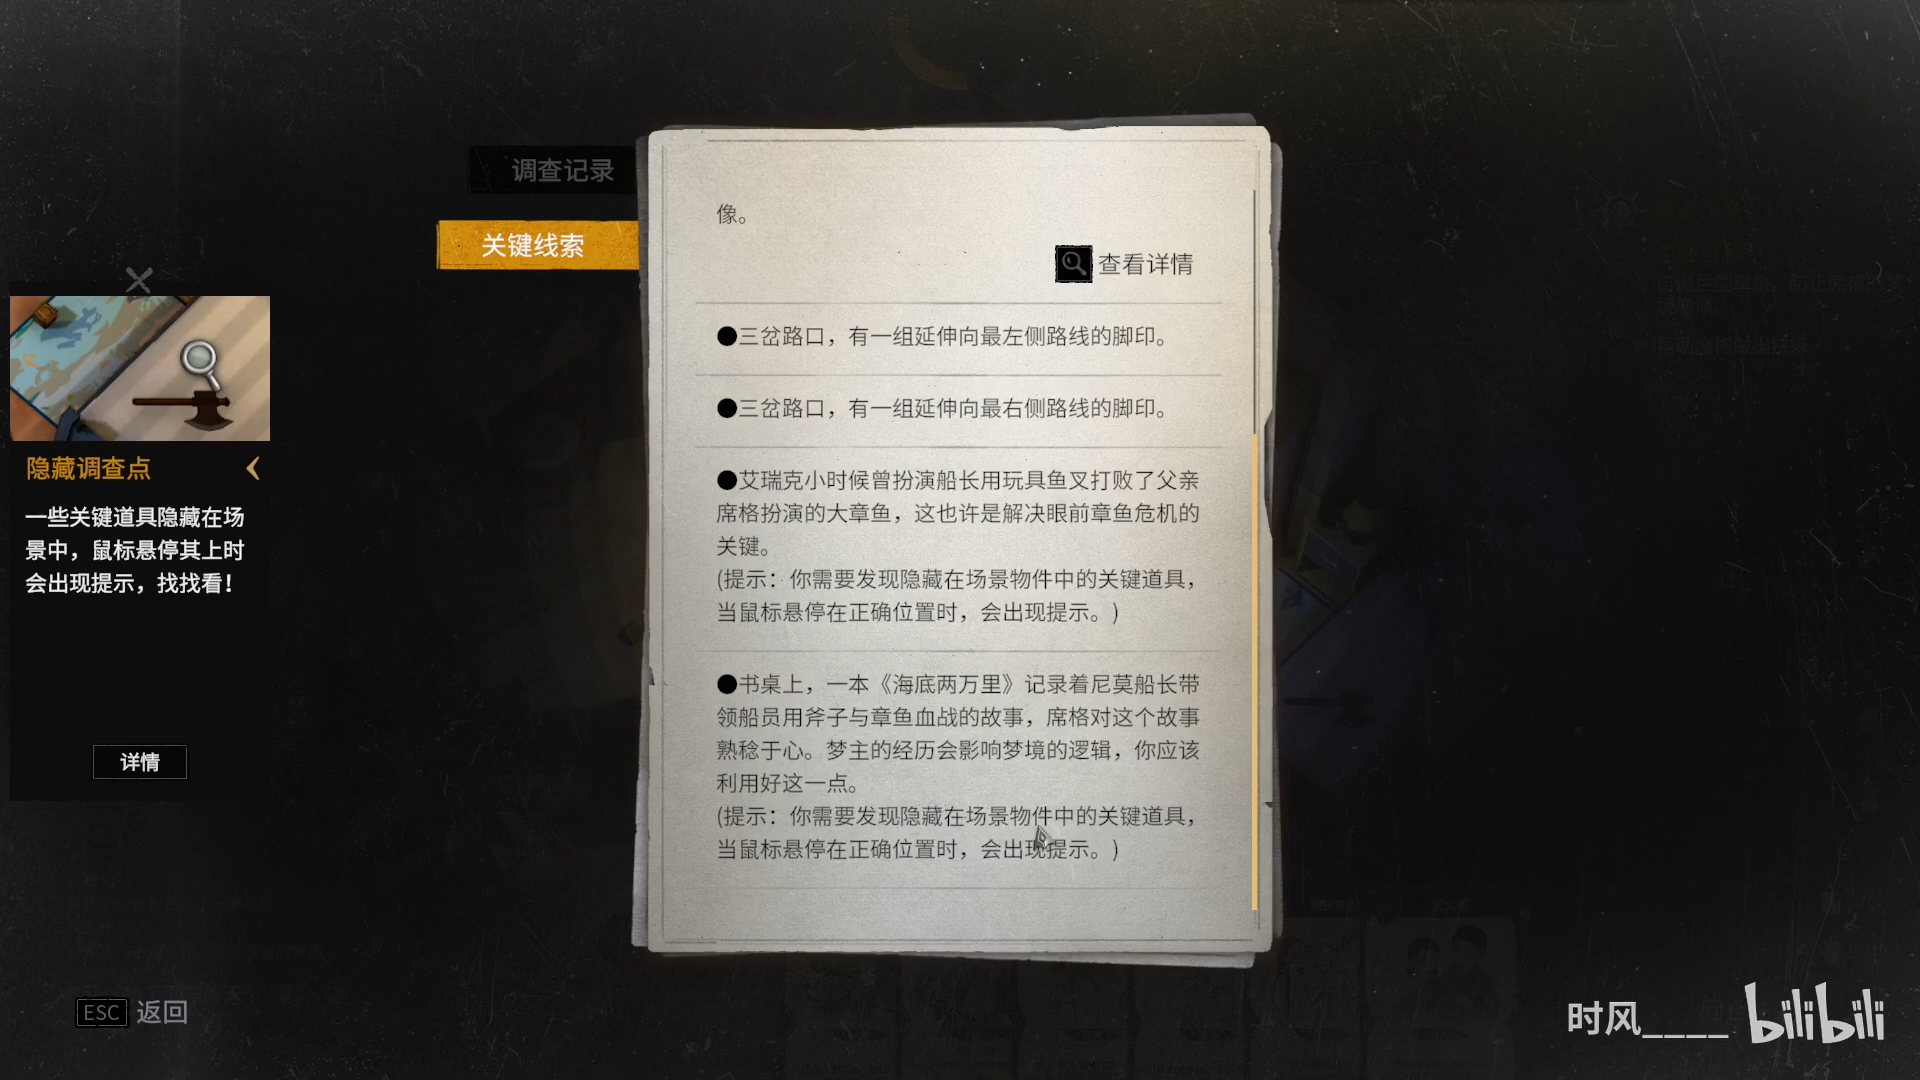 调查记录
关键线索
像。
查看详情
●三岔路口，有一组延伸向最左侧路线的脚印。
●三岔路口，有一组延伸向最右侧路线的脚印。
●艾瑞克小时候曾扮演船长用玩具鱼叉打败了父亲
席格扮演的大章鱼，这也许是解决眼前章鱼危机的
关键。
(提示：你需要发现隐藏在场景物件中的关键道具，
当鼠标悬停在正确位置时，会出现提示。)
●书桌上，一本《海底两万里》记录着尼莫船长带
领船员用斧子与章鱼血战的故事，席格对这个故事
熟稔于心。梦主的经历会影响梦境的逻辑，你应该
利用好这一点。
(提示：你需要发现隐藏在场景物件中的关键道具，
当鼠标悬停在正确位置时，会出现提示。)
隐藏调查点
一些关键道具隐藏在场
景中，鼠标悬停其上时
会出现提示，找找看！
详情
ESC 返回
时风____ bilibili